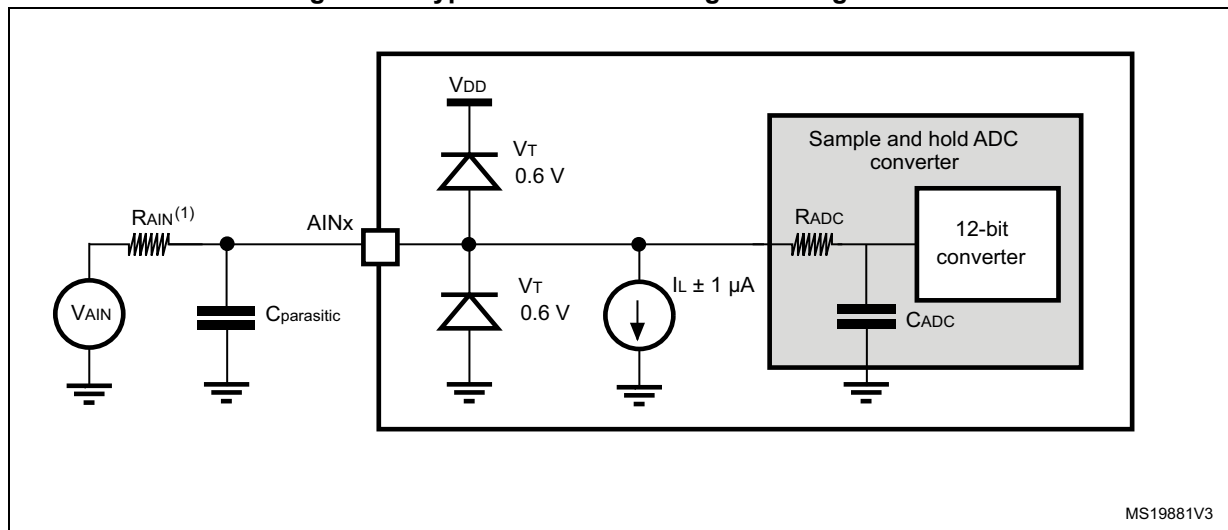 VDD
VT
0.6 V
Sample and hold ADC
converter
RAIN(1)
AINx
RADC
12-bit
converter
VAIN
Cparasitic
VT
0.6 V
IL ± 1 µA
CADC
MS19881V3